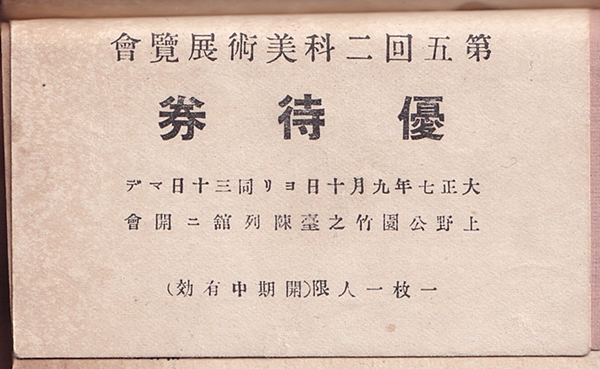 第五回二科美術展覽會
優待券
大正七年九月十日ヨリ同三十日マデ
上野公園竹之臺陳列舘ニ開會
一枚一人限(開期中有効)